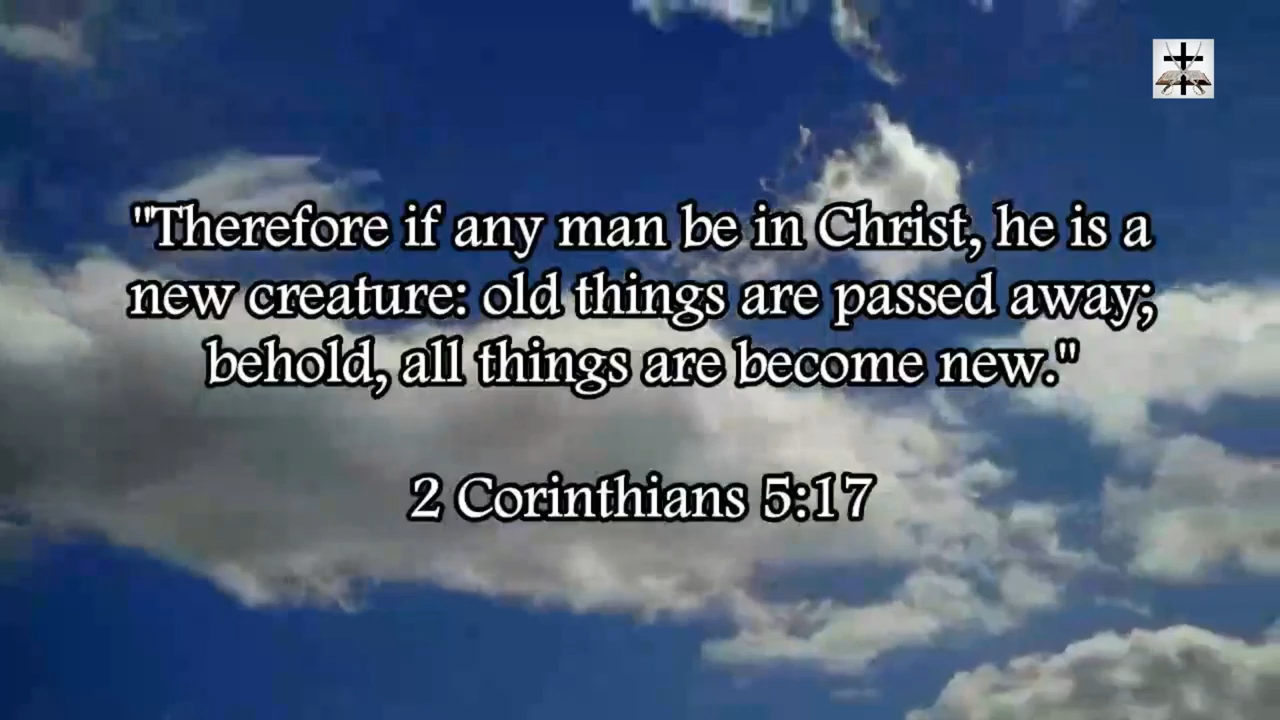 "Therefore if any man be in Christ, he is a
new creature: old things are passed away;
behold, all things are become new."
2 Corinthians 5:17